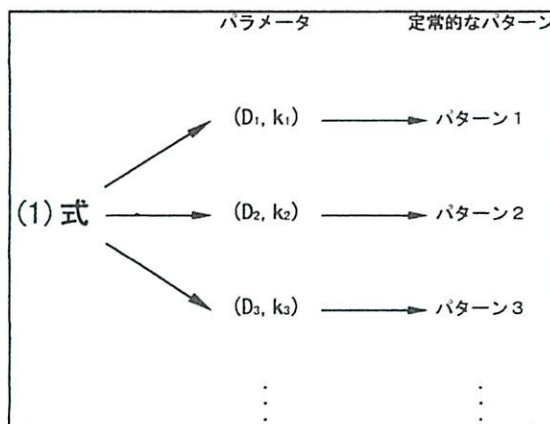 パラメータ 定常的なパターン
(D₁, k₁) パターン1
(1)式 (D₂, k₂) パターン2
(D₃, k₃) パターン3
⋮ ⋮